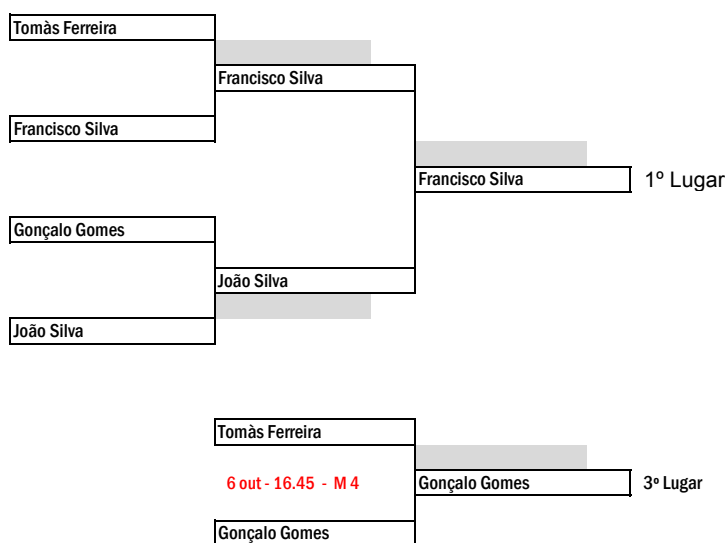 Tomàs Ferreira
Francisco Silva
Francisco Silva
Francisco Silva 1º Lugar
Gonçalo Gomes
João Silva
João Silva
Tomàs Ferreira
6 out - 16.45 - M 4 Gonçalo Gomes 3º Lugar
Gonçalo Gomes